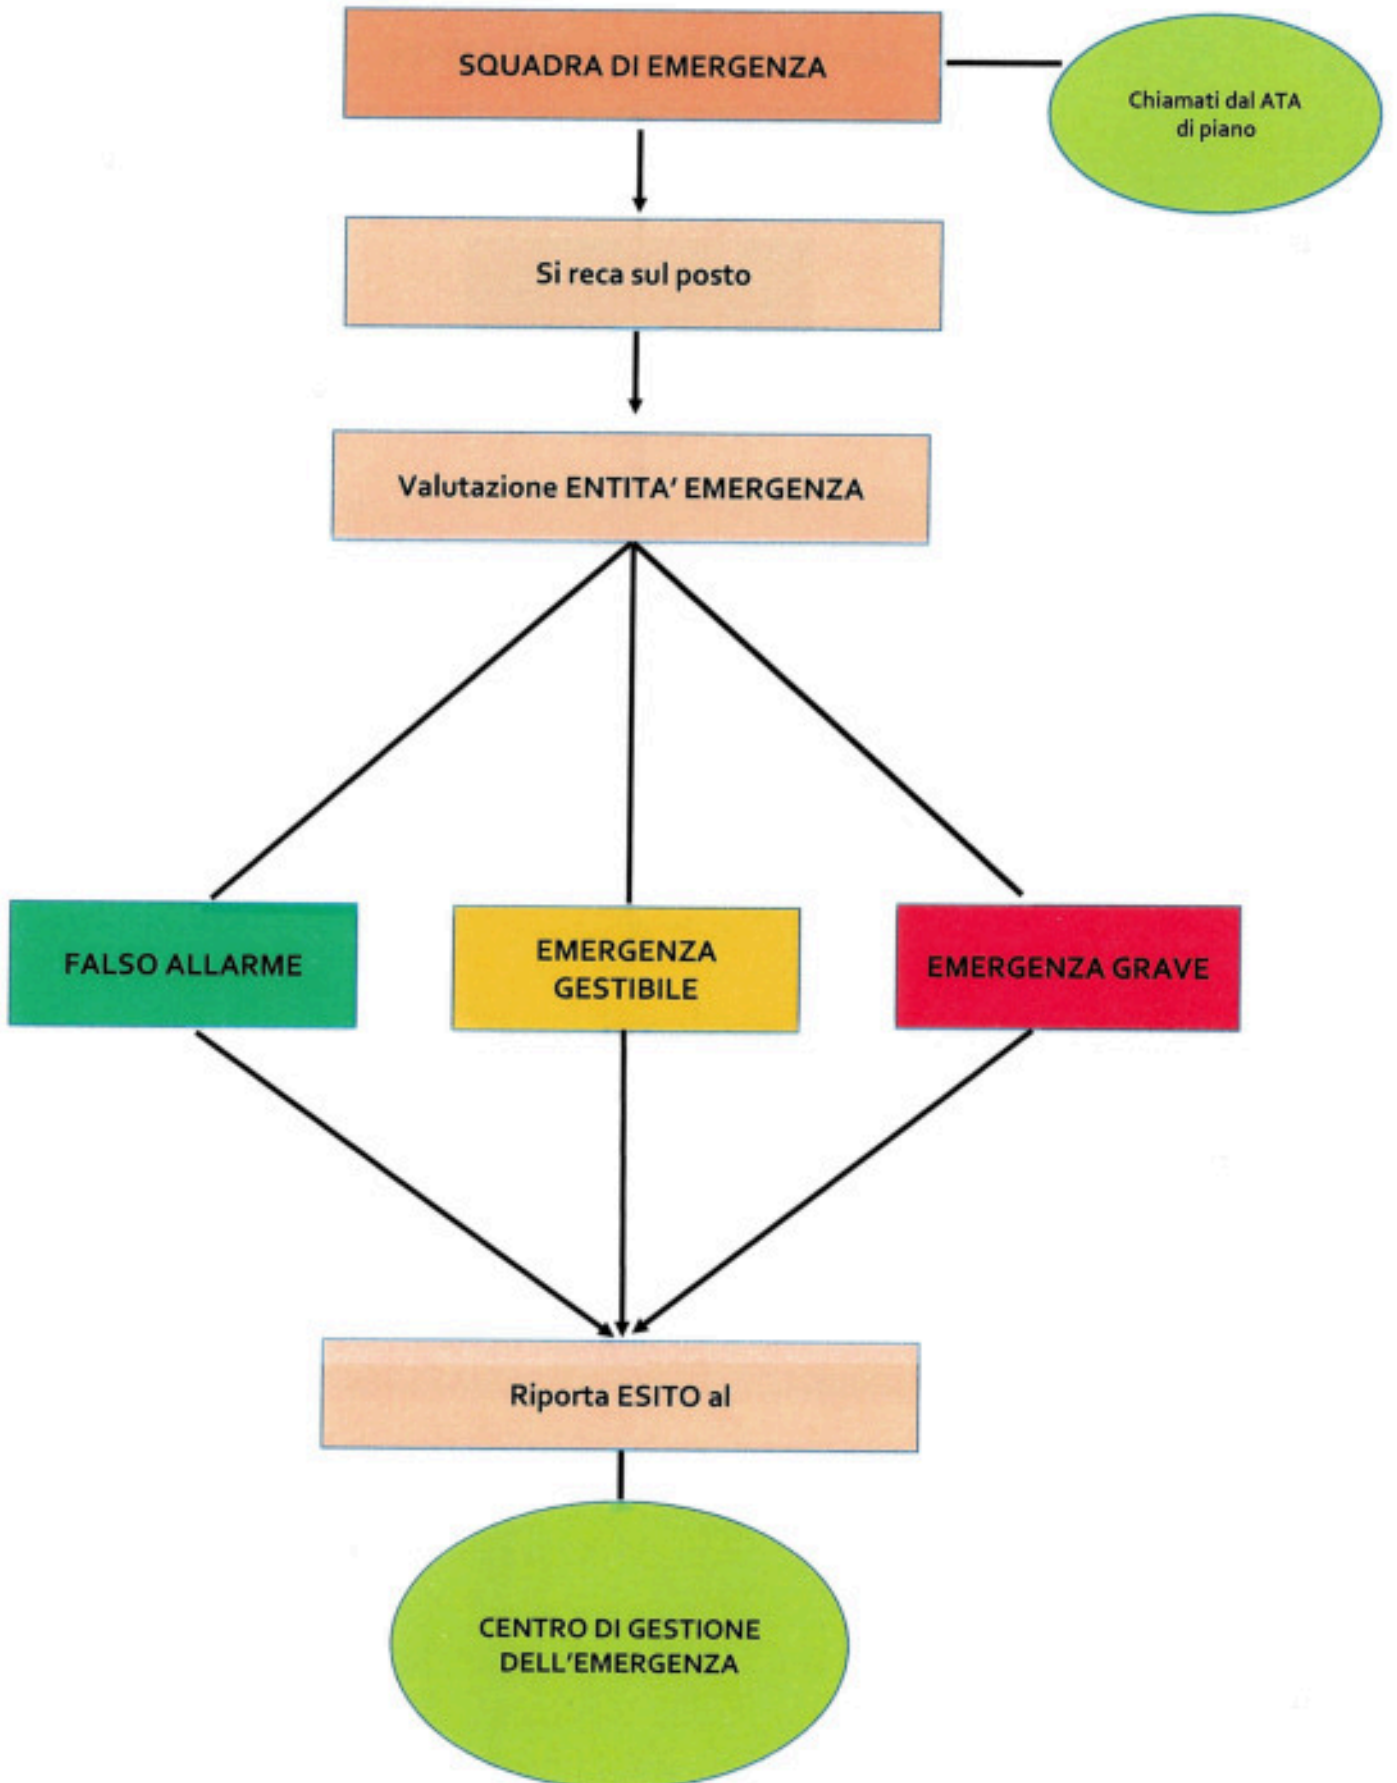 SQUADRA DI EMERGENZA
Chiamati dal ATA
di piano
Si reca sul posto
Valutazione ENTITA’ EMERGENZA
FALSO ALLARME
EMERGENZA
GESTIBILE
EMERGENZA GRAVE
Riporta ESITO al
CENTRO DI GESTIONE
DELL’EMERGENZA